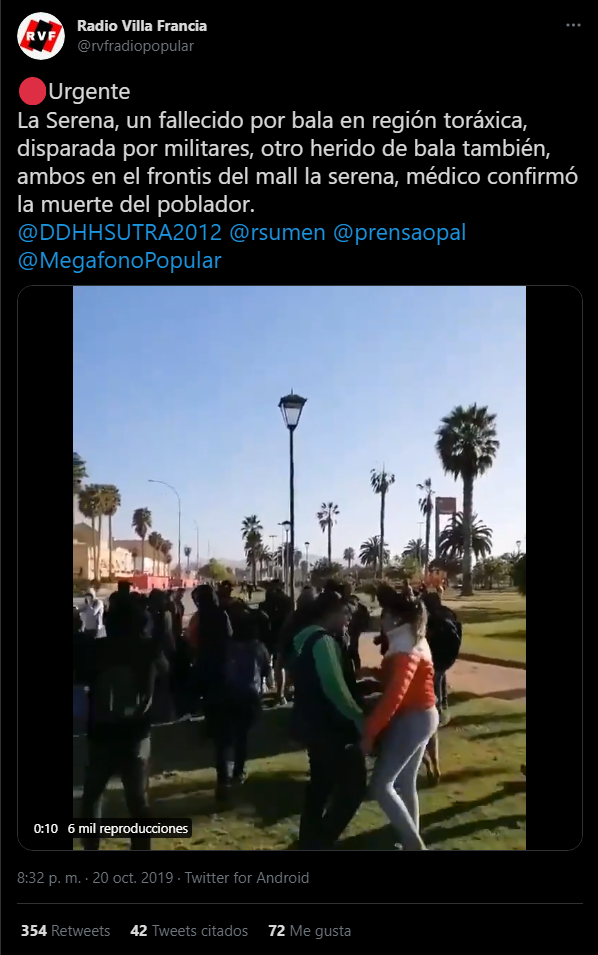 RVF
Radio Villa Francia
@rvfradiopopular
Urgente
La Serena, un fallecido por bala en región toráxica,
disparada por militares, otro herido de bala también,
ambos en el frontis del mall la serena, médico confirmó
la muerte del poblador.
@DDHHSUTRA2012 @rsumen @prensaopal
@MegafonoPopular
0:10 6 mil reproducciones
8:32 p. m. · 20 oct. 2019 · Twitter for Android
354 Retweets 42 Tweets citados 72 Me gusta